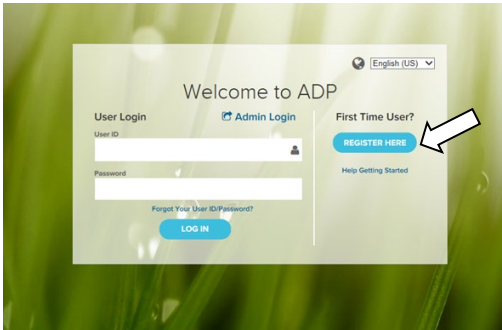 English (US)
Welcome to ADP
User Login
Admin Login
First Time User?
User ID
REGISTER HERE
Password
Help Getting Started
Forgot Your User ID/Password?
LOG IN